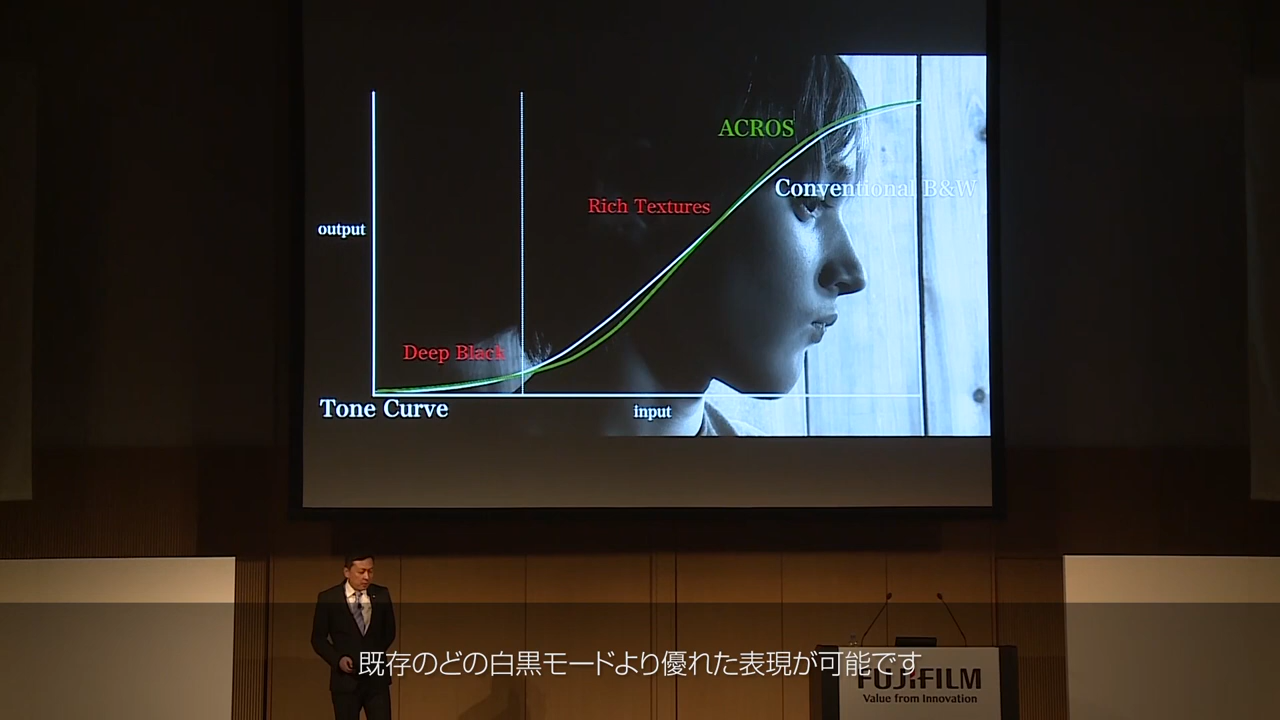 ACROS
Conventional B&W
Rich Textures
output
Deep Black
Tone Curve
input
既存のどの白黒モードより優れた表現が可能です
FUJIFILM
Value from Innovation